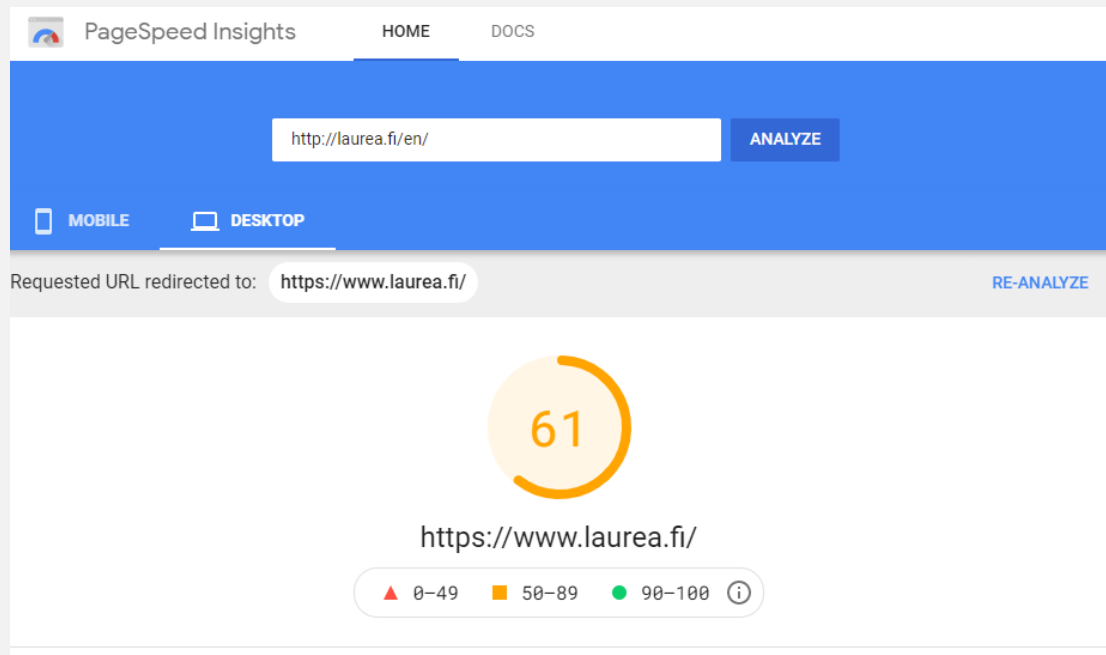 PageSpeed Insights HOME DOCS
http://laurea.fi/en/ ANALYZE
MOBILE DESKTOP
Requested URL redirected to: https://www.laurea.fi/ RE-ANALYZE
61
https://www.laurea.fi/
0–49 50–89 90–100